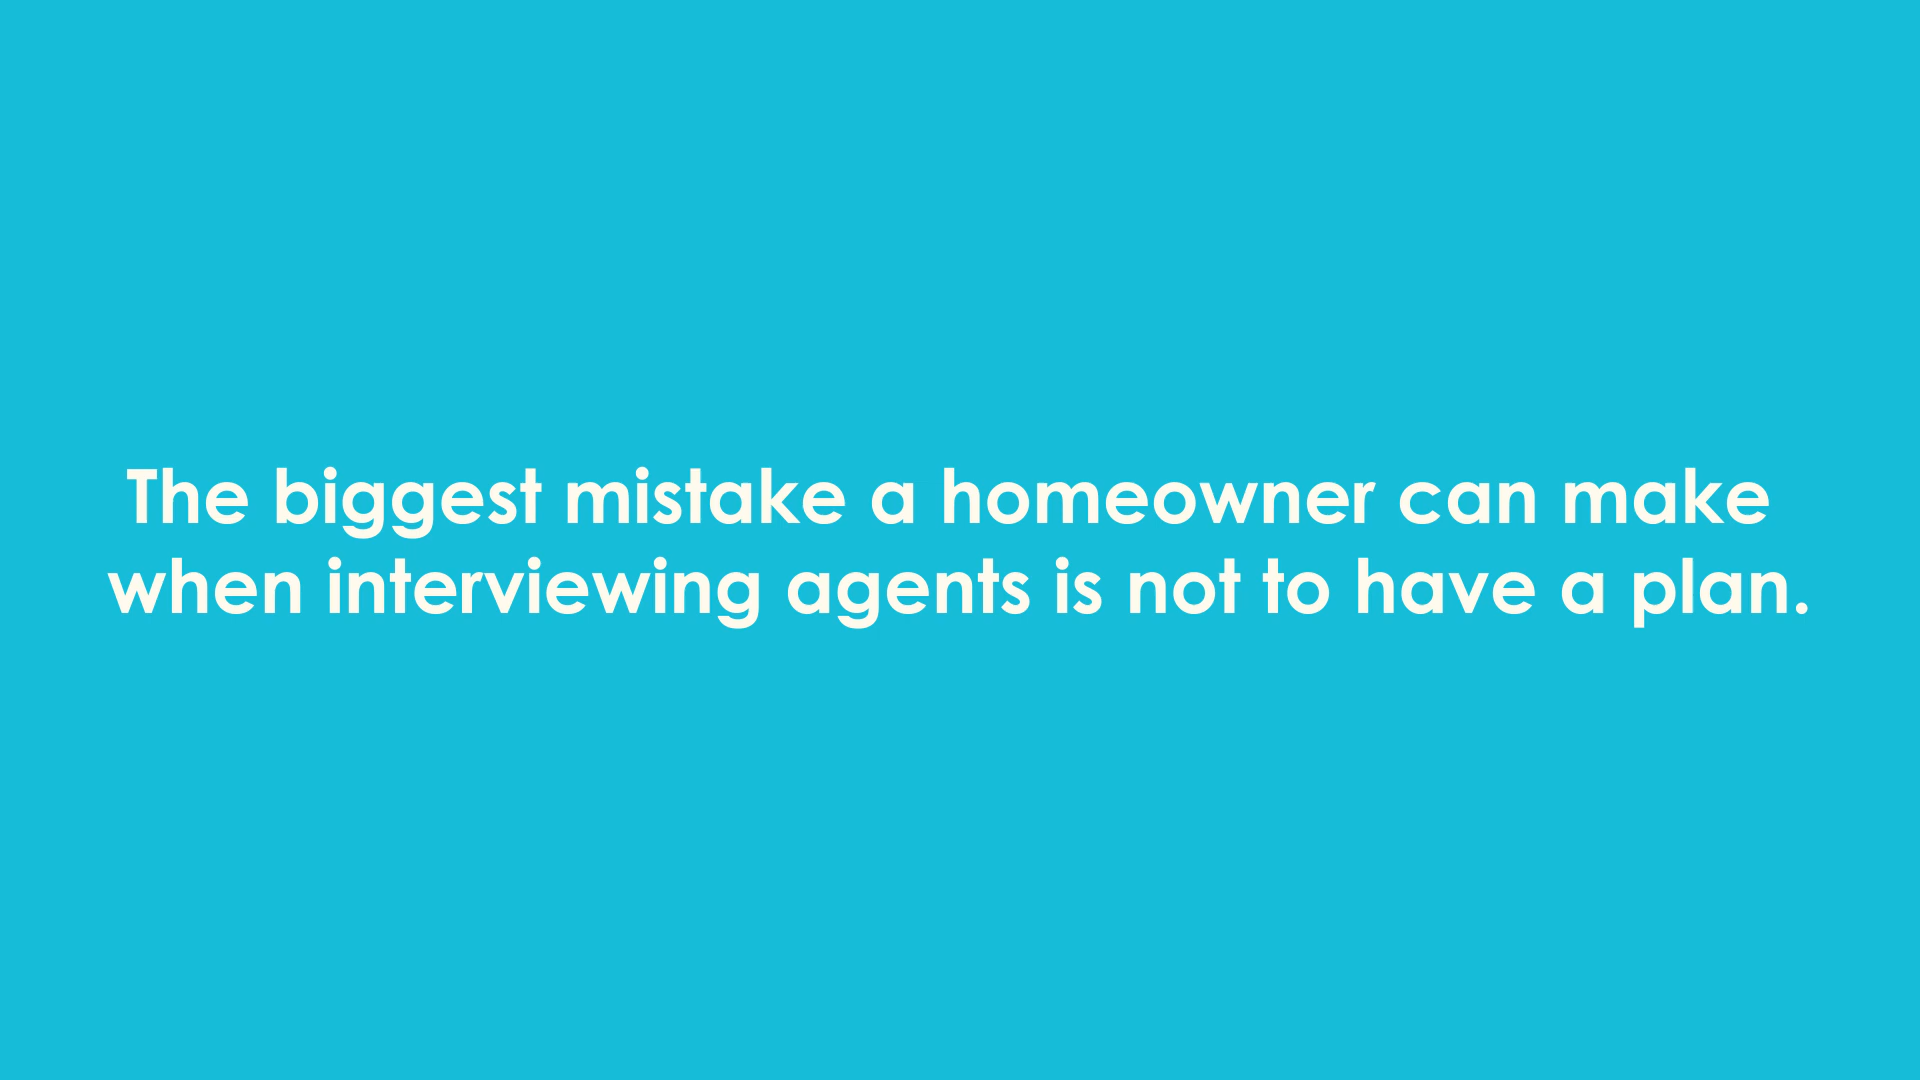 The biggest mistake a homeowner can make
when interviewing agents is not to have a plan.